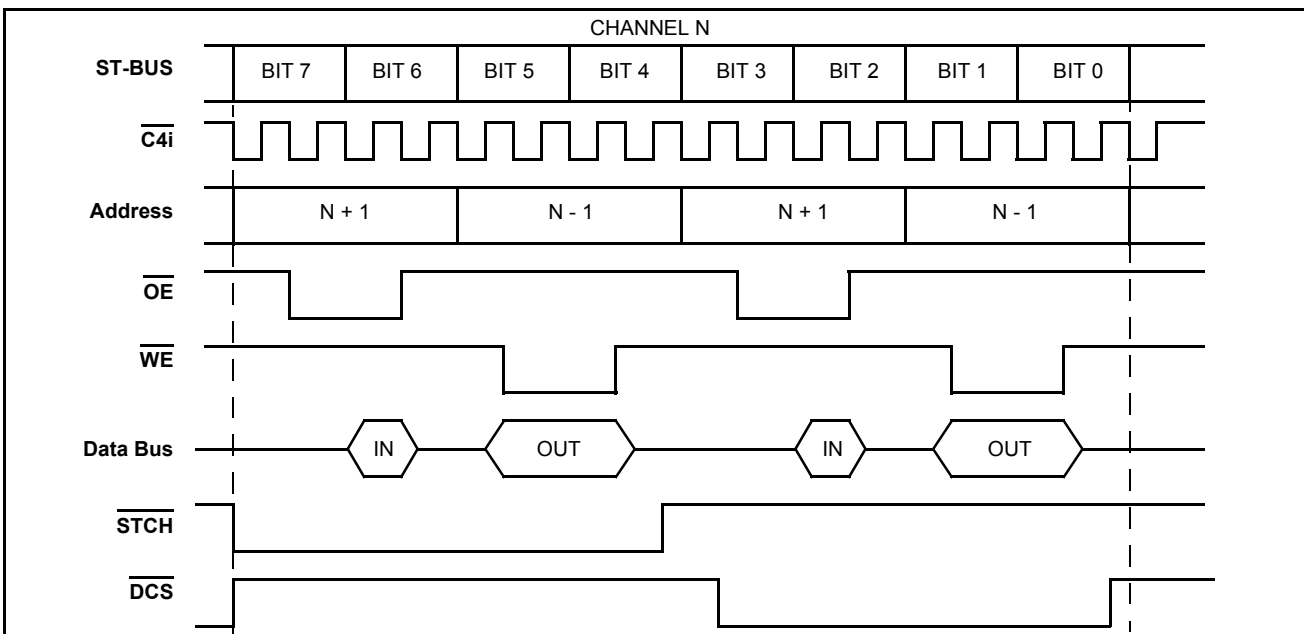 CHANNEL N
ST-BUS BIT 7 BIT 6 BIT 5 BIT 4 BIT 3 BIT 2 BIT 1 BIT 0
C4i
Address N + 1 N - 1 N + 1 N - 1
OE
WE
Data Bus IN OUT IN OUT
STCH
DCS